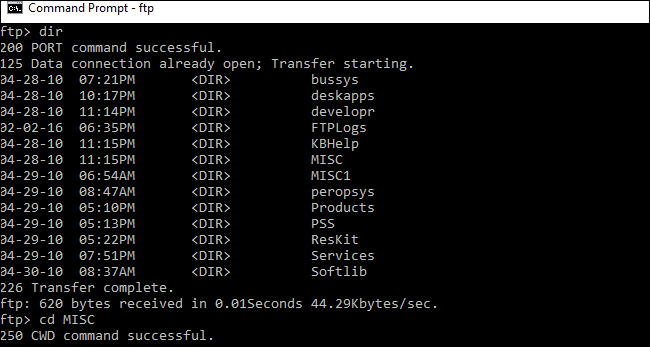 C:\. Command Prompt - ftp
ftp> dir
200 PORT command successful.
125 Data connection already open; Transfer starting.
04-28-10  07:21PM       <DIR>          bussys
04-28-10  10:17PM       <DIR>          deskapps
04-28-10  11:14PM       <DIR>          developr
02-02-16  06:35PM       <DIR>          FTPLogs
04-28-10  11:15PM       <DIR>          KBHelp
04-28-10  11:15PM       <DIR>          MISC
04-29-10  06:54AM       <DIR>          MISC1
04-29-10  08:47AM       <DIR>          peropsys
04-29-10  05:10PM       <DIR>          Products
04-29-10  05:13PM       <DIR>          PSS
04-29-10  05:22PM       <DIR>          ResKit
04-29-10  07:51PM       <DIR>          Services
04-30-10  08:37AM       <DIR>          Softlib
226 Transfer complete.
ftp: 620 bytes received in 0.01Seconds 44.29Kbytes/sec.
ftp> cd MISC
250 CWD command successful.